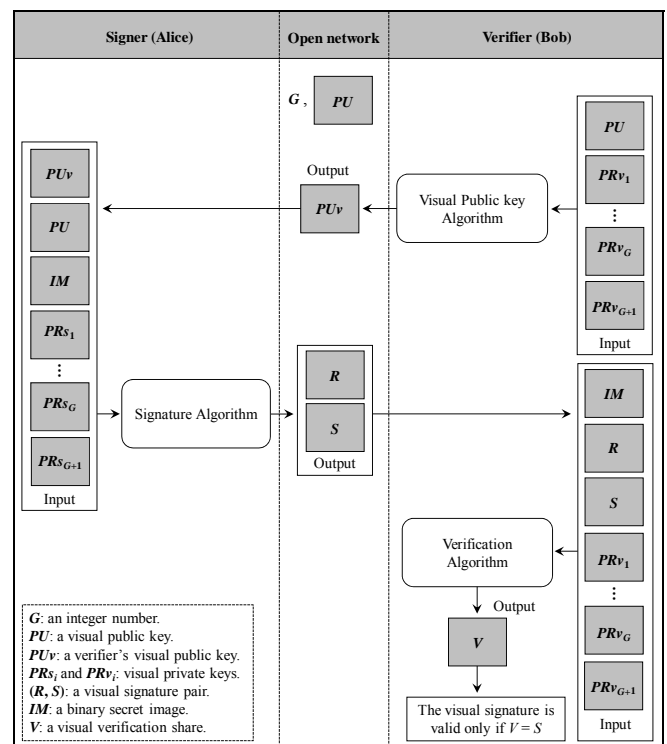 Signer (Alice)
Open network
Verifier (Bob)
G , PU
PU
PRv1
⋮
PRvG
PRvG+1
Input
Visual Public key
Algorithm
Output
PUv
PUv
PU
IM
PRs1
⋮
PRsG
PRsG+1
Input
Signature Algorithm
R
S
Output
IM
R
S
PRv1
⋮
PRvG
PRvG+1
Input
Verification
Algorithm
Output
V
The visual signature is
valid only if V = S
G: an integer number.
PU: a visual public key.
PUv: a verifier's visual public key.
PRsi and PRvi: visual private keys.
(R, S): a visual signature pair.
IM: a binary secret image.
V: a visual verification share.